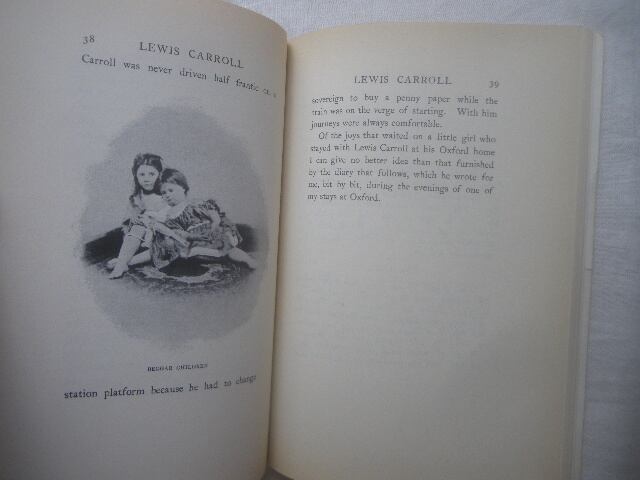 38
LEWIS CARROLL
Carroll was never driven half frantic on a
BEGGAR CHILDREN
station platform because he had to change
LEWIS CARROLL
39
sovereign to buy a penny paper while the
train was on the verge of starting. With him
journeys were always comfortable.
Of the joys that waited on a little girl who
stayed with Lewis Carroll at his Oxford home
I can give no better idea than that furnished
by the diary that follows, which he wrote for
me, bit by bit, during the evenings of one of
my stays at Oxford.